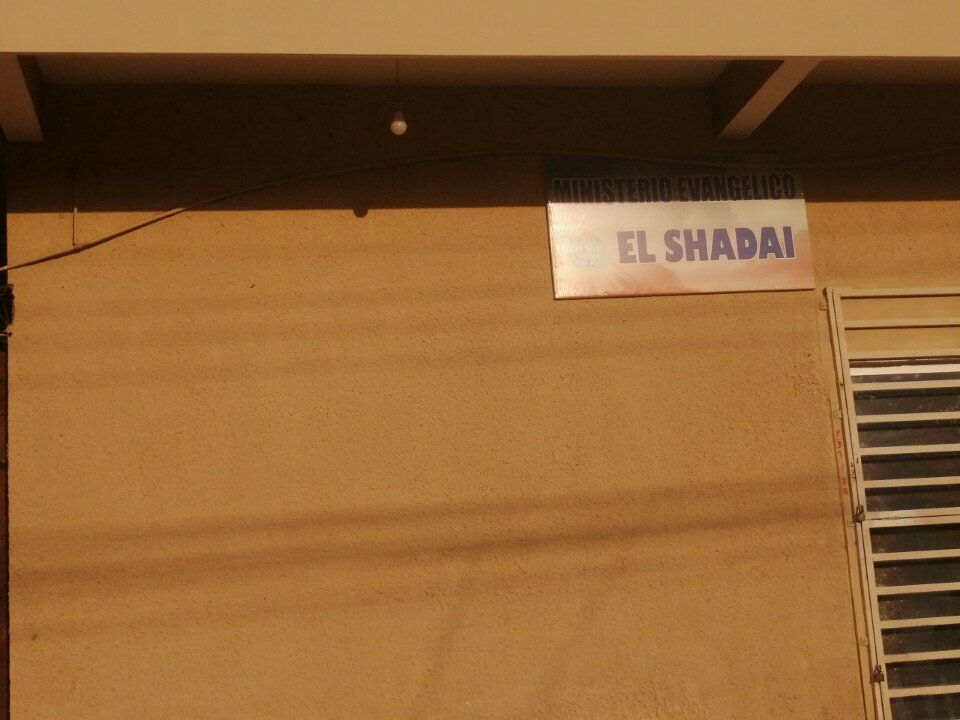 MINISTERIO EVANGELICO
EL SHADAI